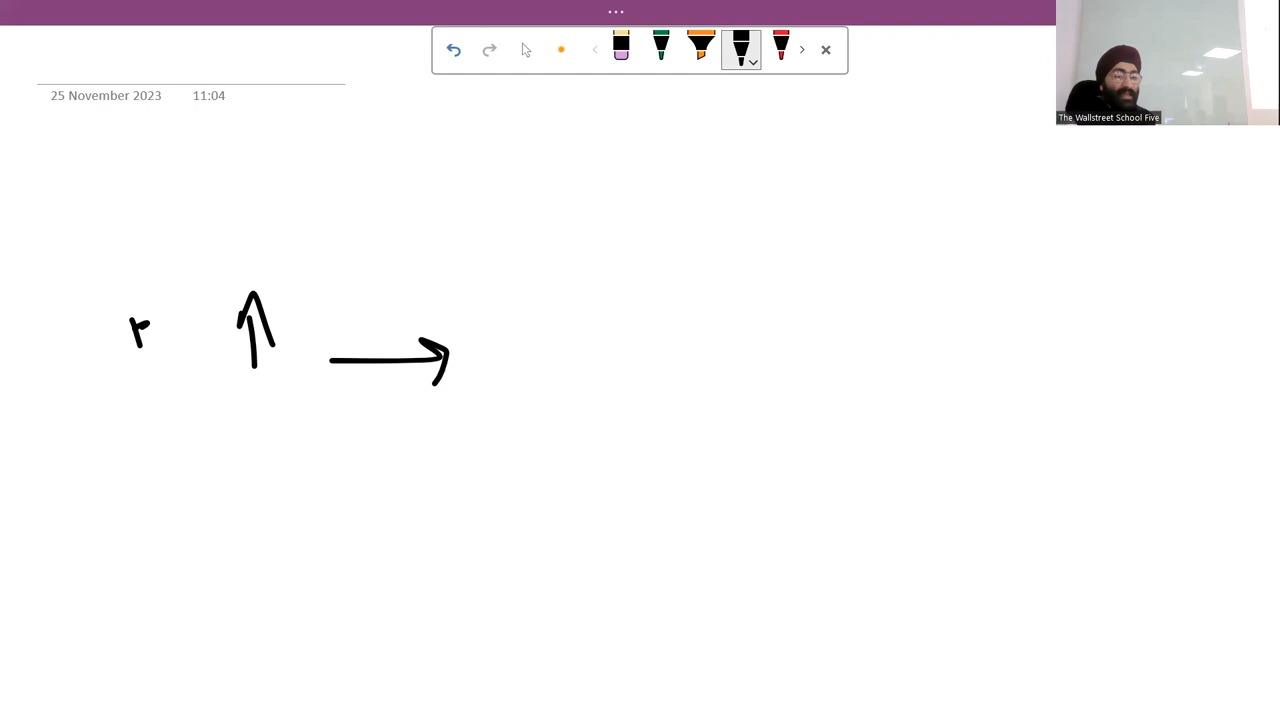 25 November 2023 11:04
The Wallstreet School Five
r ↑ →